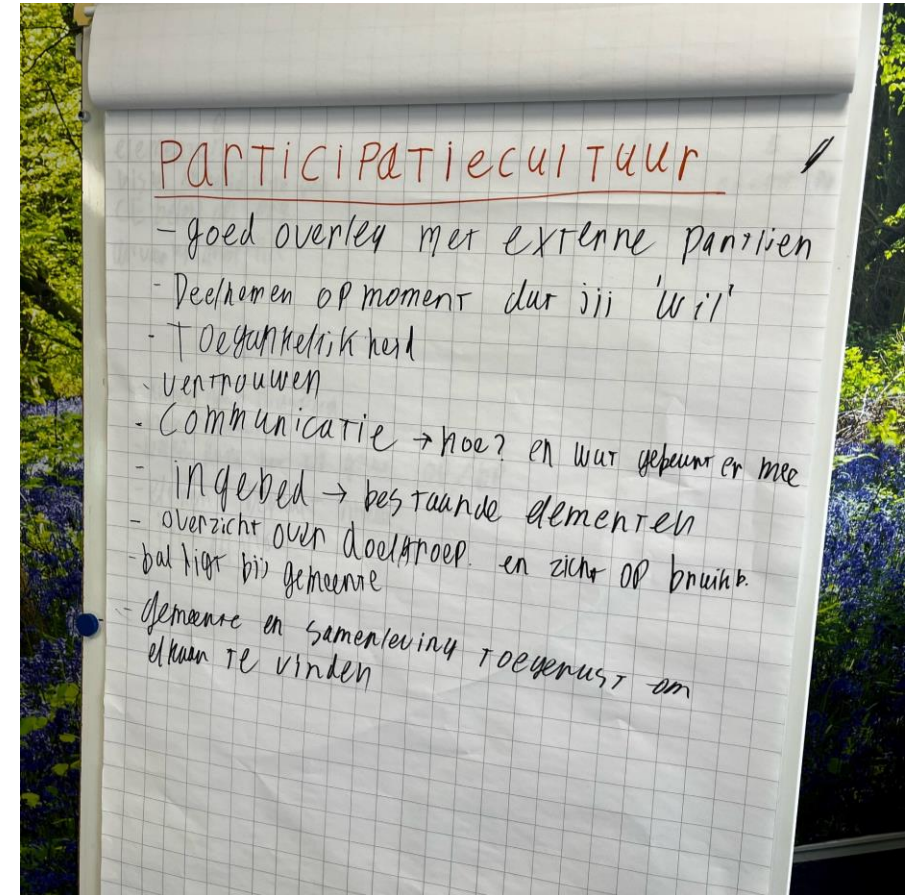 Participatiecultuur
- goed overleg met externe partijen
- Deelnemen op moment dat jij 'wil'
- Toegankelijkheid
- vertrouwen
- Communicatie → hoe? en wat gebeurt er mee
- ingebed → bestaande elementen
- overzicht over doelgroep. en zicht op bruikb.
- bal ligt bij gemeente
- gemeente en samenleving toegerust om
elkaar te vinden